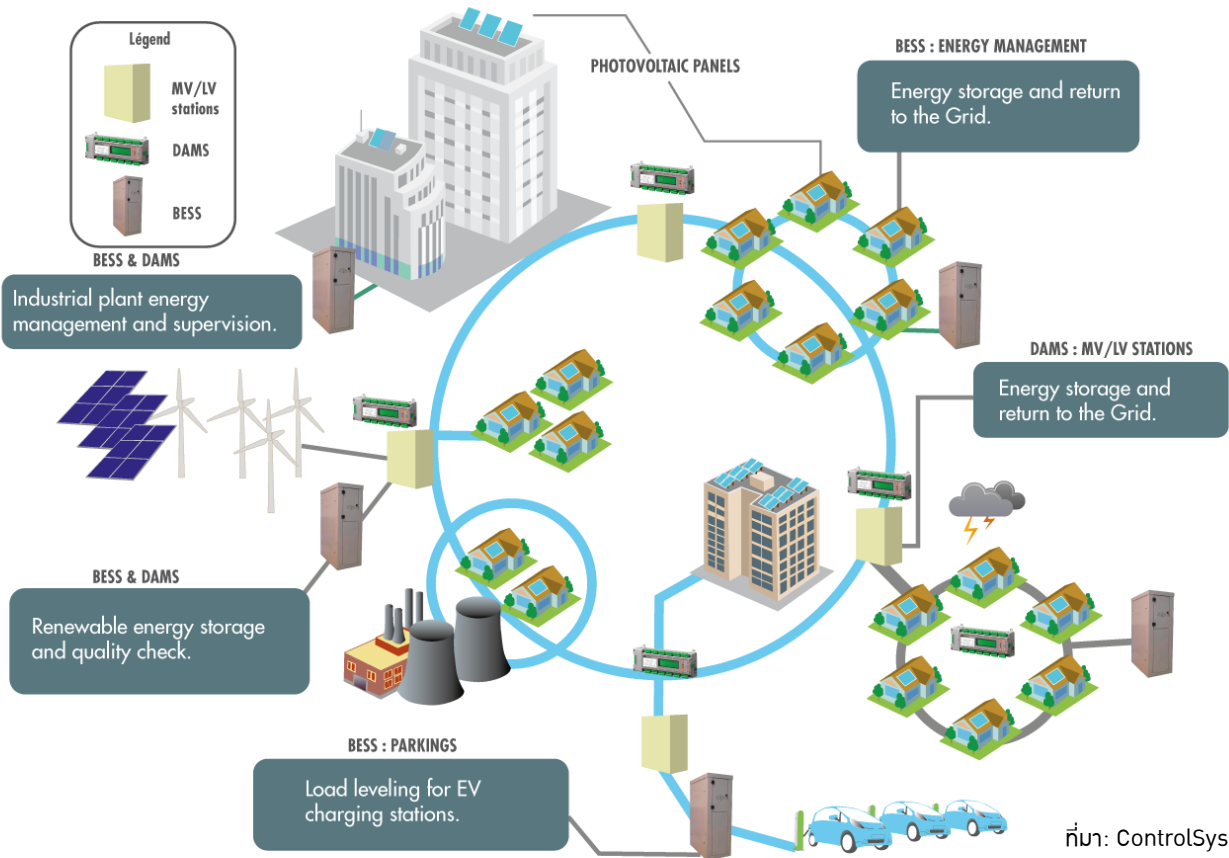 Légend
MV/LV
stations
DAMS
BESS
PHOTOVOLTAIC PANELS
BESS : ENERGY MANAGEMENT
Energy storage and return
to the Grid.
BESS & DAMS
Industrial plant energy
management and supervision.
DAMS : MV/LV STATIONS
Energy storage and
return to the Grid.
BESS & DAMS
Renewable energy storage
and quality check.
BESS : PARKINGS
Load leveling for EV
charging stations.
ที่มา: ControlSys